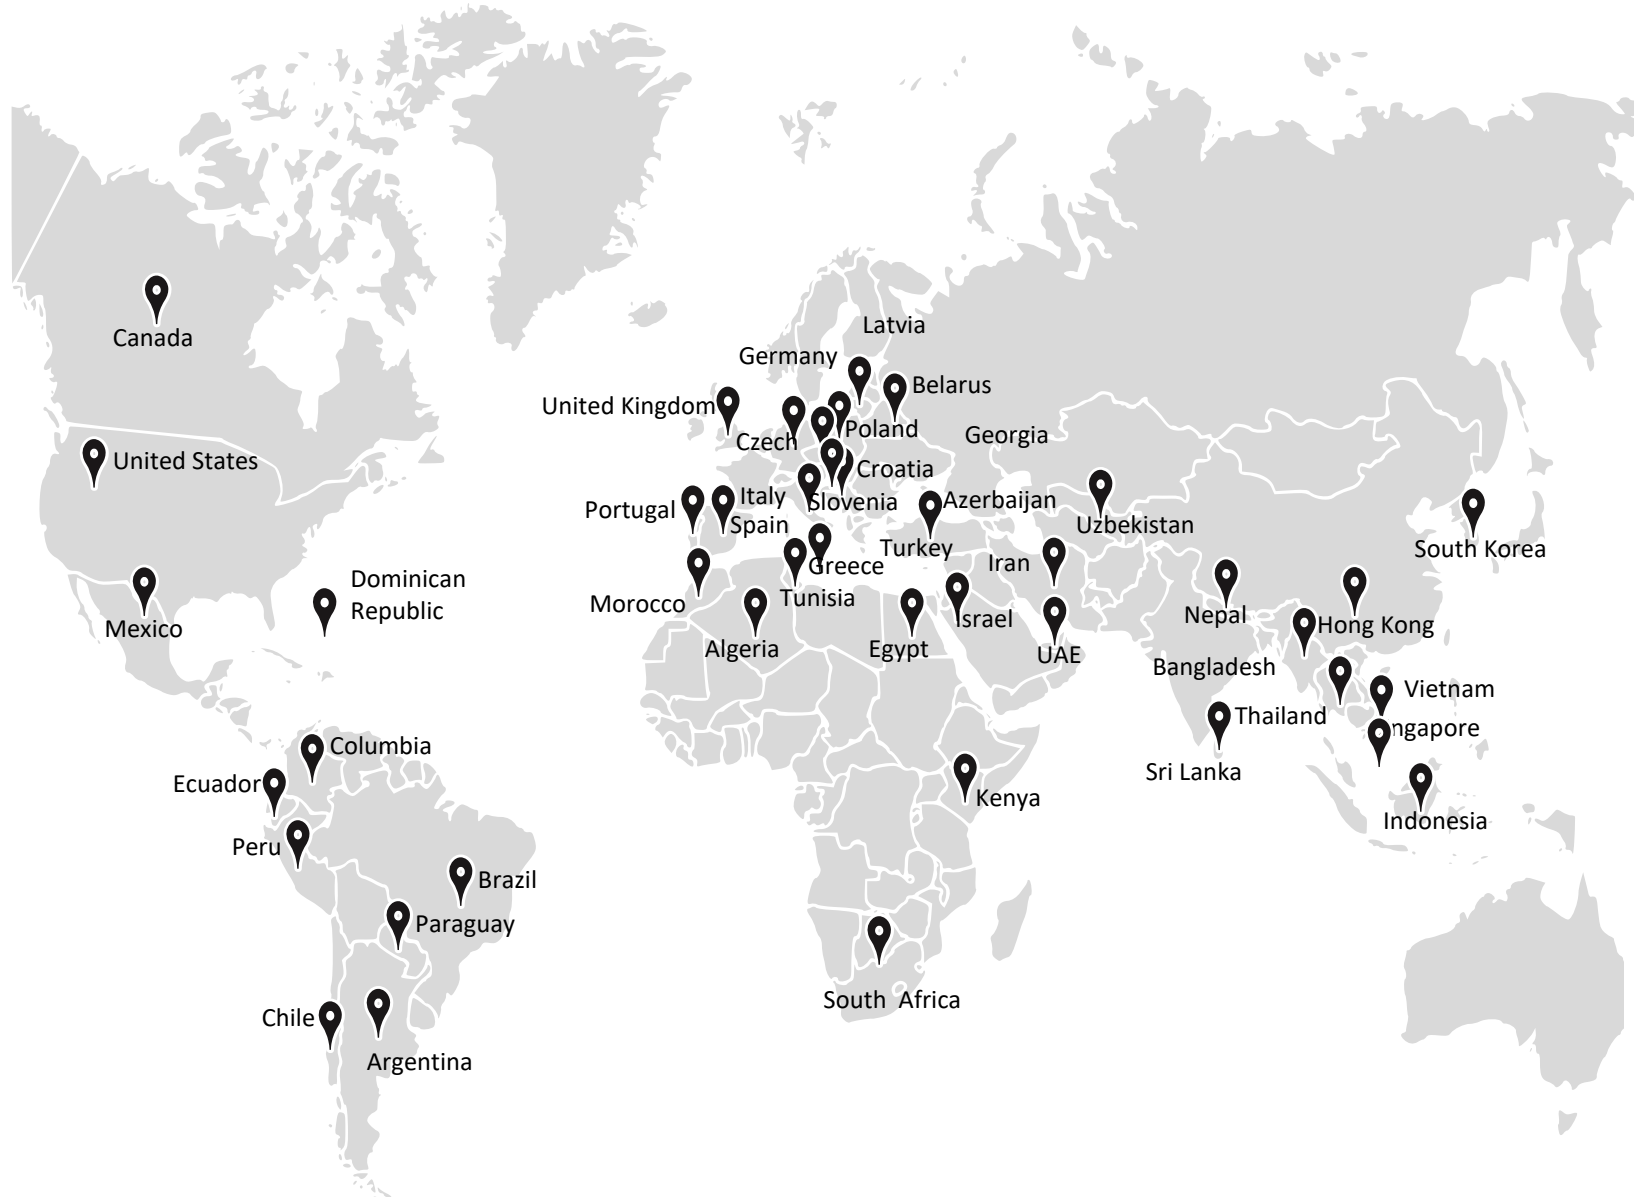 Latvia
Germany
Belarus
United Kingdom
Poland
Czech
Georgia
Canada
United States
Croatia
Italy
Slovenia
Azerbaijan
Portugal
Spain
Uzbekistan
Turkey
South Korea
Iran
Greece
Dominican
Republic
Morocco
Tunisia
Mexico
Israel
Nepal
Hong Kong
Algeria
Egypt
UAE
Bangladesh
Vietnam
Thailand
ngapore
Columbia
Ecuador
Sri Lanka
Kenya
Indonesia
Peru
Brazil
Paraguay
South Africa
Chile
Argentina